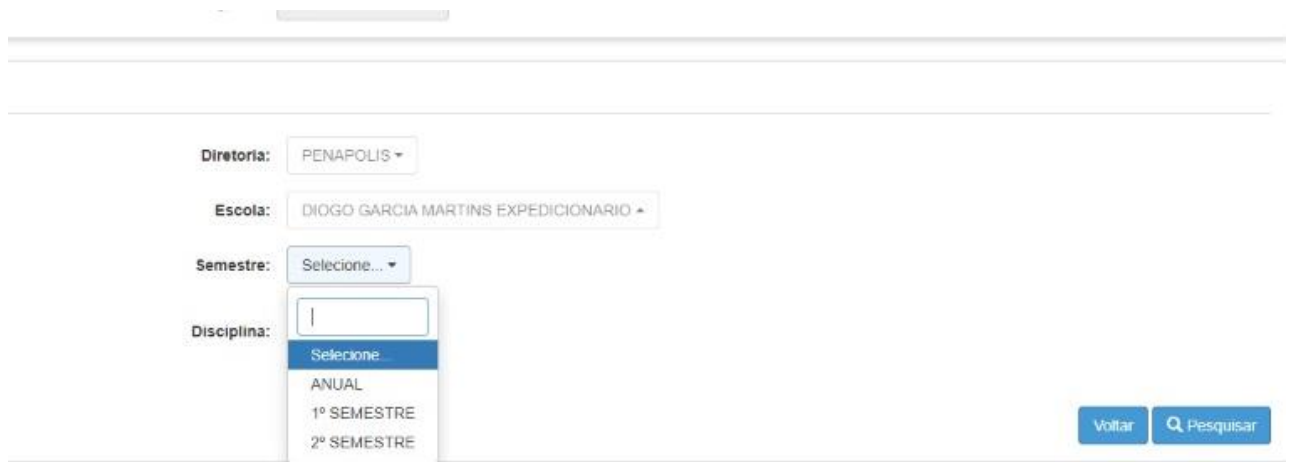 Diretoria: PENAPOLIS
Escola: DIOGO GARCIA MARTINS EXPEDICIONARIO
Semestre: Selecione...
Disciplina:
Selecione...
ANUAL
1º SEMESTRE
2º SEMESTRE
Voltar Pesquisar